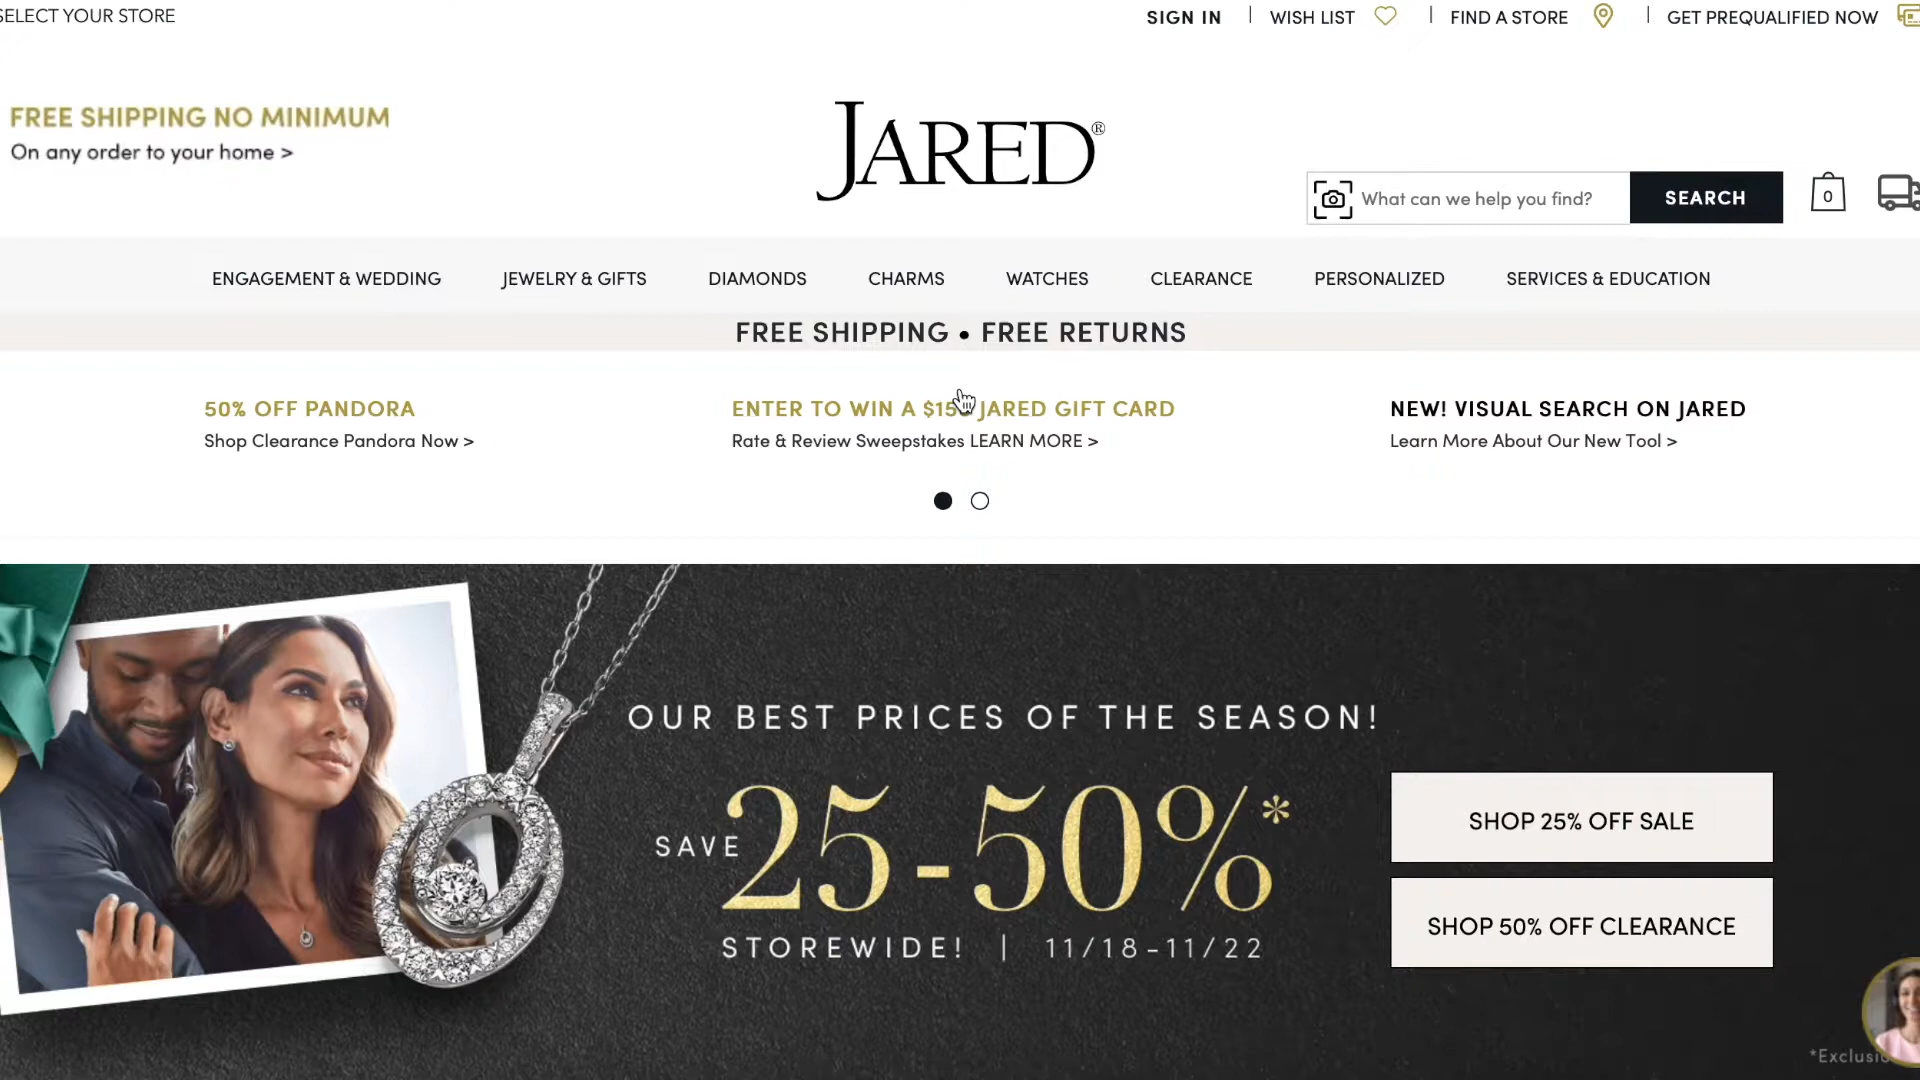 SELECT YOUR STORE
SIGN IN | WISH LIST | FIND A STORE | GET PREQUALIFIED NOW
FREE SHIPPING NO MINIMUM
On any order to your home >
JARED®
What can we help you find?
SEARCH
0
ENGAGEMENT & WEDDING JEWELRY & GIFTS DIAMONDS CHARMS WATCHES CLEARANCE PERSONALIZED SERVICES & EDUCATION
FREE SHIPPING • FREE RETURNS
50% OFF PANDORA
Shop Clearance Pandora Now >
ENTER TO WIN A JARED GIFT CARD
Rate & Review Sweepstakes LEARN MORE >
NEW! VISUAL SEARCH ON JARED
Learn More About Our New Tool >
OUR BEST PRICES OF THE SEASON!
SAVE 25-50%*
STOREWIDE! | 11/18-11/22
SHOP 25% OFF SALE
SHOP 50% OFF CLEARANCE